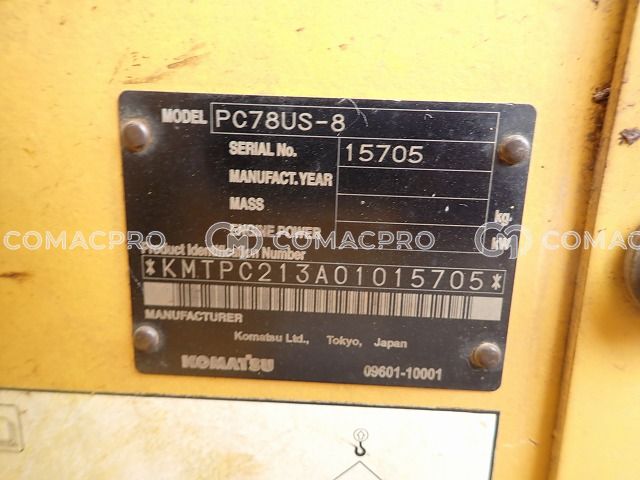 MODEL PC78US-8
SERIAL No. 15705
MANUFACT.YEAR
MASS kg
ENGINE POWER kW
COMACPRO COMACPRO COMACPRO
Product Identification Number
*KMTPC213A01015705*
MANUFACTURER
Komatsu Ltd., Tokyo, Japan
KOMATSU 09601-10001